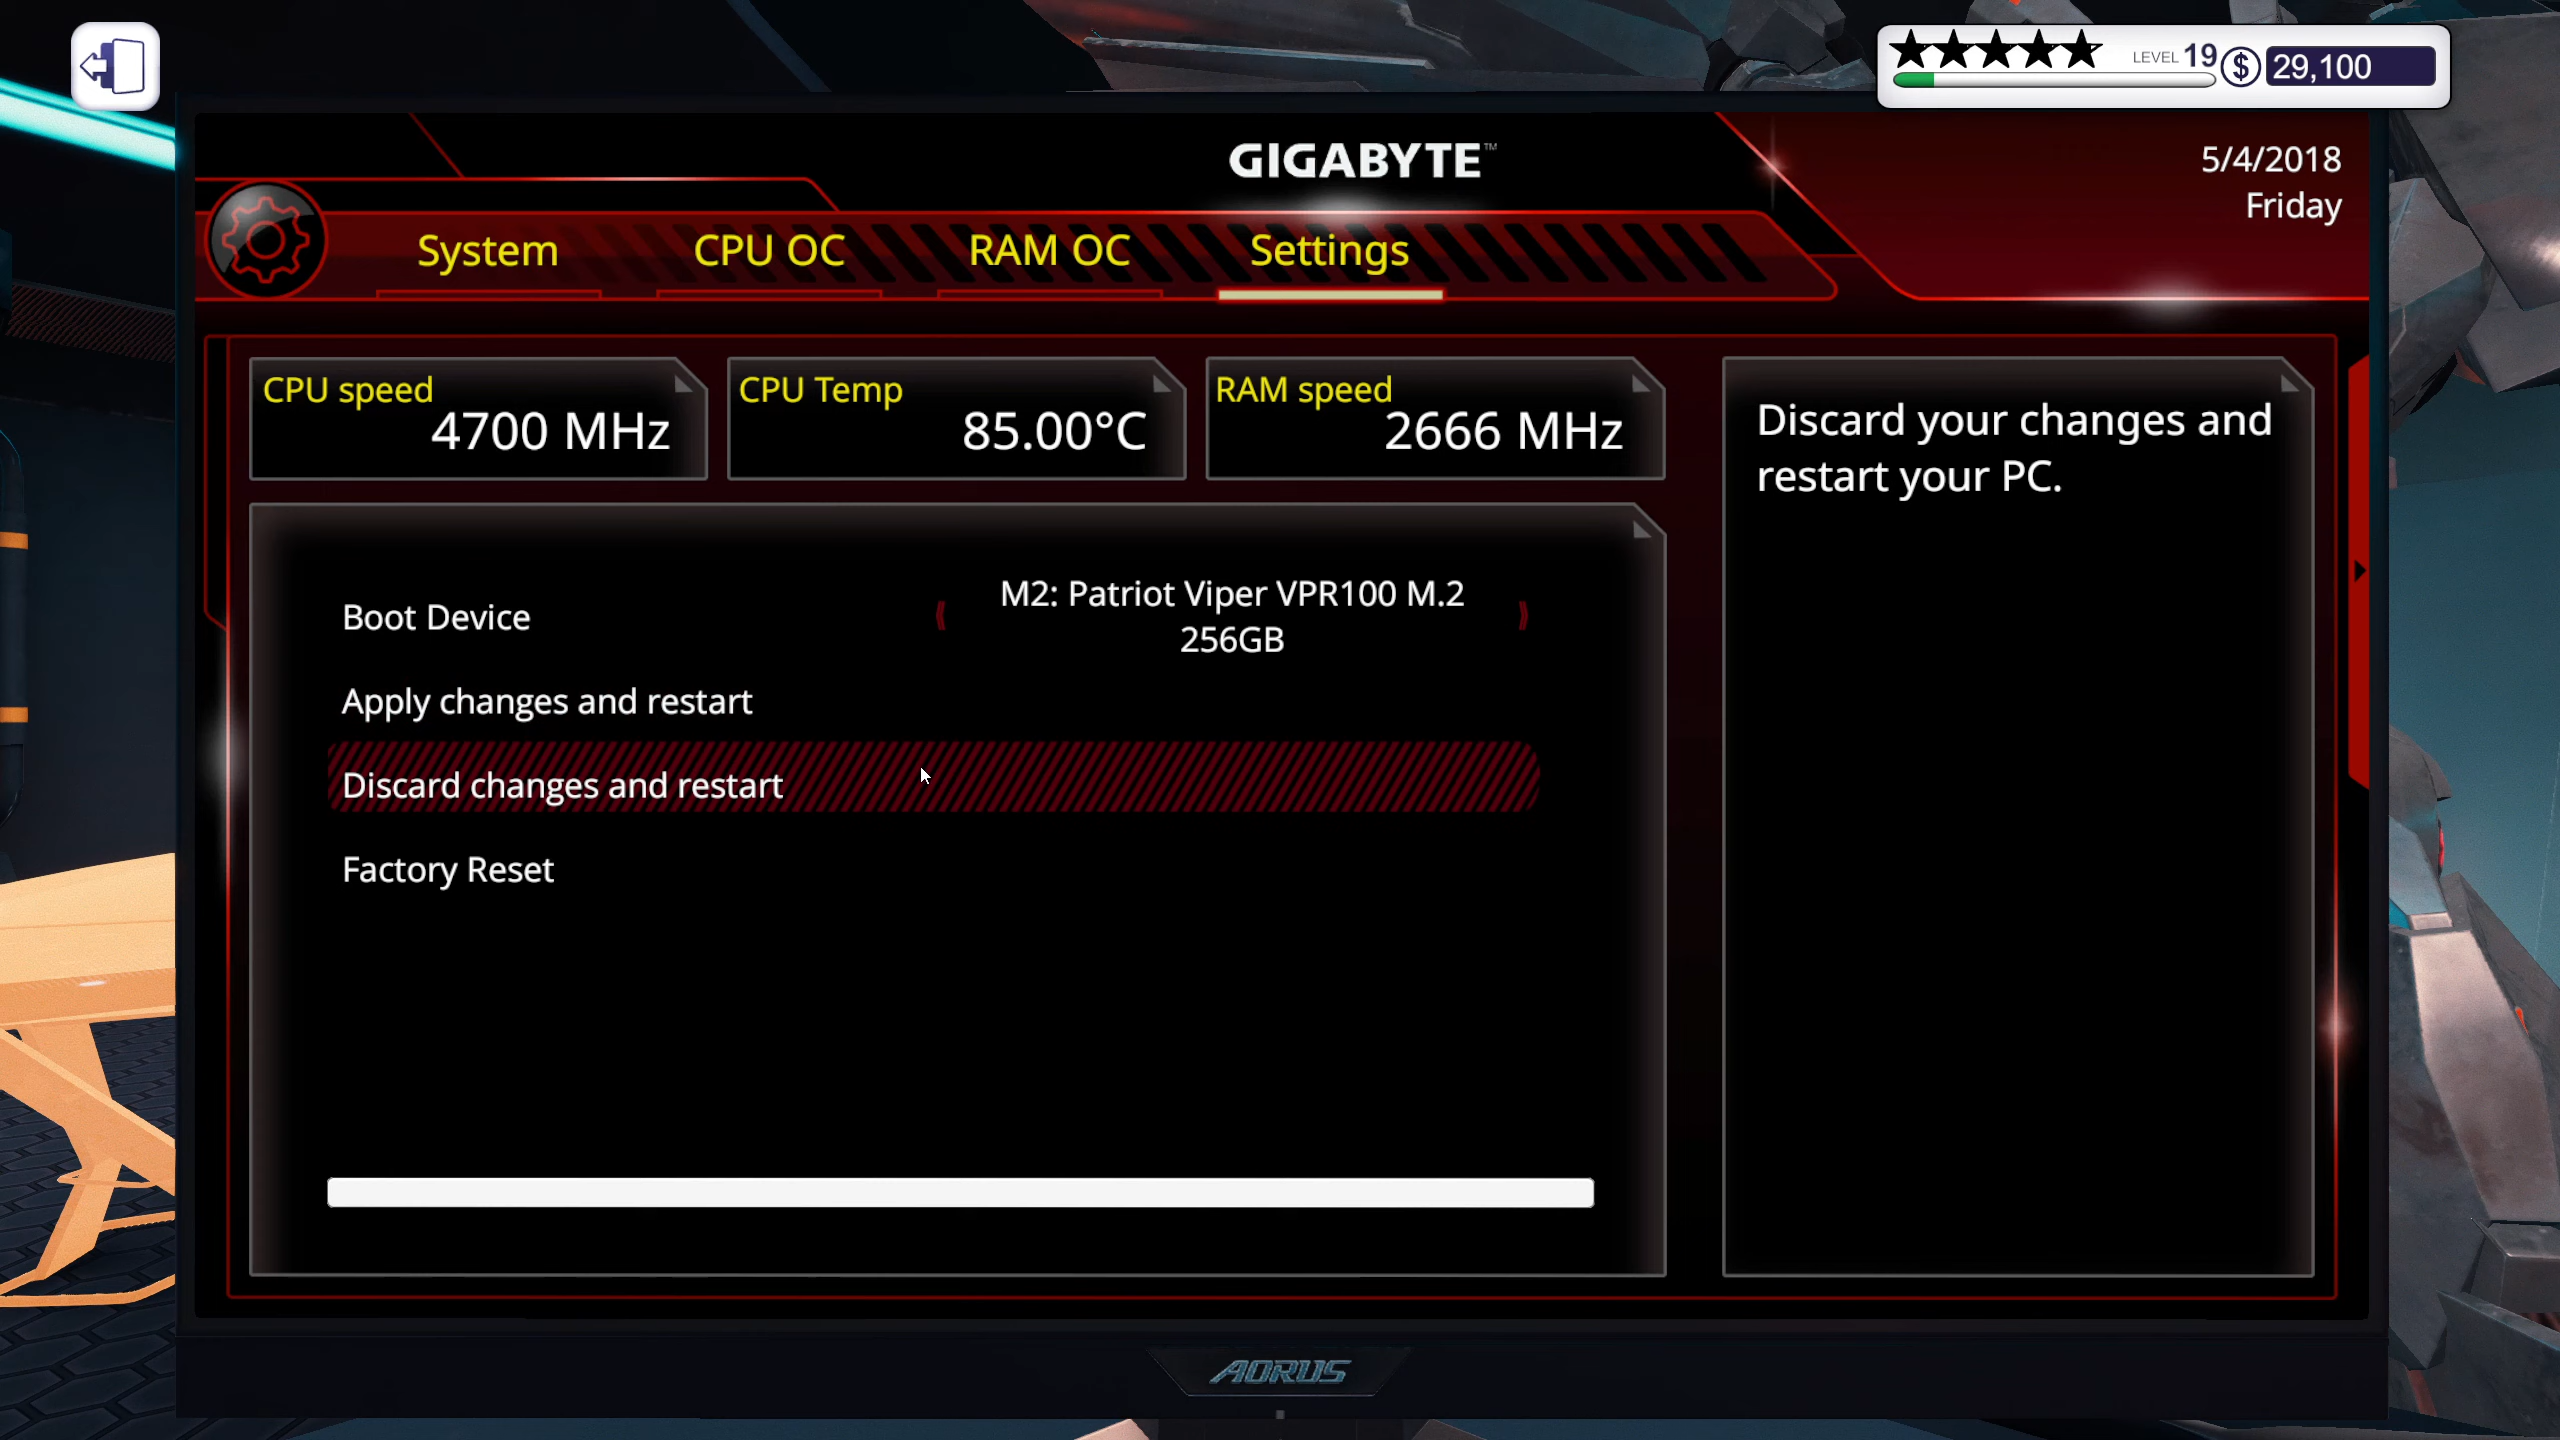 LEVEL 19
$ 29,100
GIGABYTE™
5/4/2018
Friday
System
CPU OC
RAM OC
Settings
CPU speed
4700 MHz
CPU Temp
85.00°C
RAM speed
2666 MHz
Discard your changes and
restart your PC.
Boot Device
M2: Patriot Viper VPR100 M.2
256GB
Apply changes and restart
Discard changes and restart
Factory Reset
AORUS